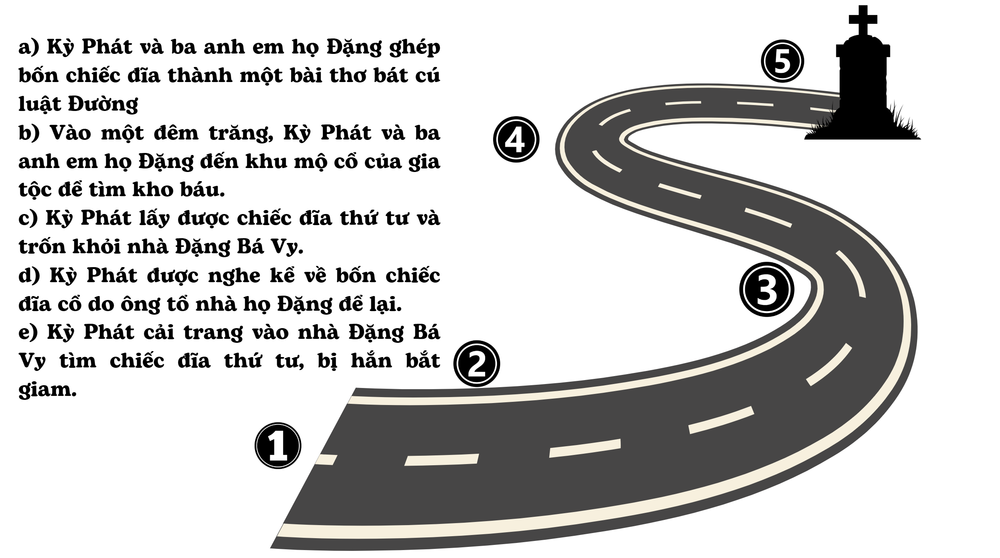 a) Kỳ Phát và ba anh em họ Đặng ghép
bốn chiếc đĩa thành một bài thơ bát cú
luật Đường
b) Vào một đêm trăng, Kỳ Phát và ba
anh em họ Đặng đến khu mộ cổ của gia
tộc để tìm kho báu.
c) Kỳ Phát lấy được chiếc đĩa thứ tư và
trốn khỏi nhà Đặng Bá Vy.
d) Kỳ Phát được nghe kể về bốn chiếc
đĩa cổ do ông tổ nhà họ Đặng để lại.
e) Kỳ Phát cải trang vào nhà Đặng Bá
Vy tìm chiếc đĩa thứ tư, bị hắn bắt
giam.
1
2
3
4
5